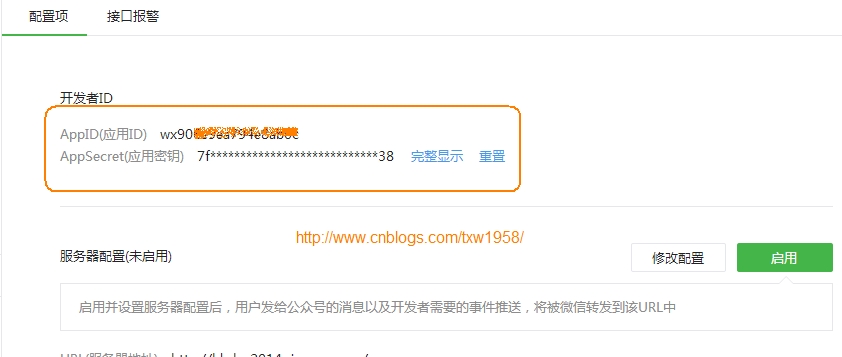 配置项 接口报警
开发者ID
AppID(应用ID)
AppSecret(应用密钥) 7f****************************38 完整显示 重置
http://www.cnblogs.com/txw1958/
服务器配置(未启用) 修改配置 启用
启用并设置服务器配置后，用户发给公众号的消息以及开发者需要的事件推送，将被微信转发到该URL中